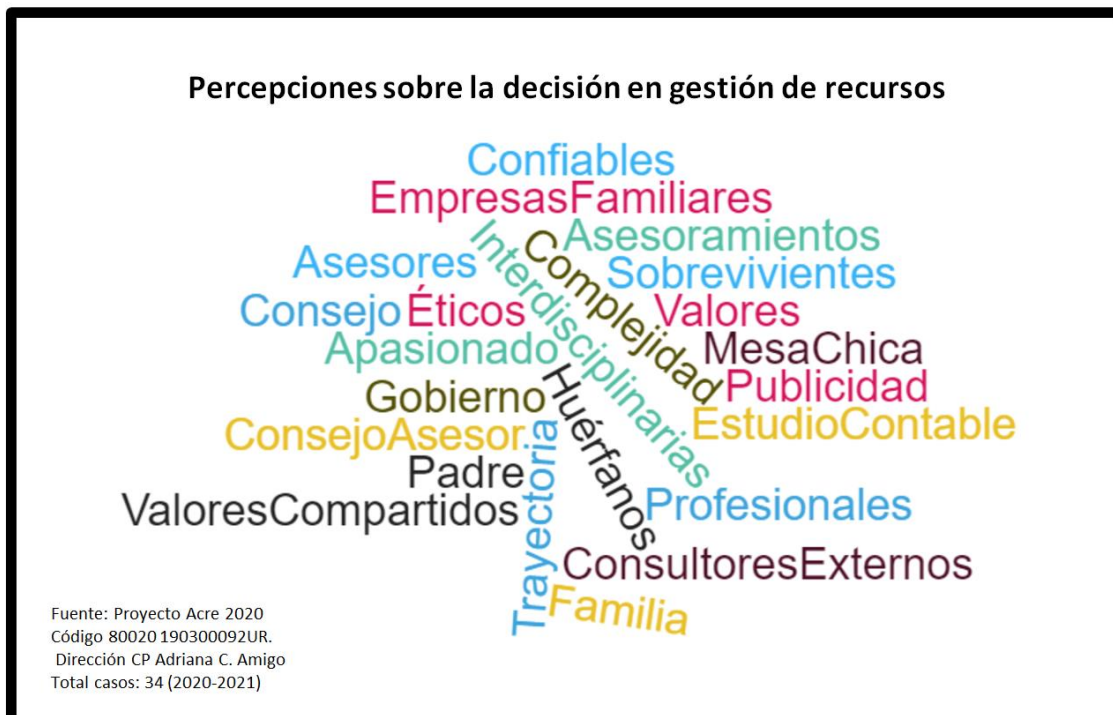 Percepciones sobre la decisión en gestión de recursos
Confiables
EmpresasFamiliares
Asesoramientos
Interdisciplinarias
Complejidad
Asesores
Sobrevivientes
Consejo
Éticos
Valores
Apasionado
MesaChica
Huérfanos
Publicidad
Gobierno
EstudioContable
ConsejoAsesor
Trayectoria
Padre
ValoresCompartidos
Profesionales
ConsultoresExternos
Familia
Fuente: Proyecto Acre 2020
Código 80020190300092UR.
Dirección CP Adriana C. Amigo
Total casos: 34 (2020-2021)